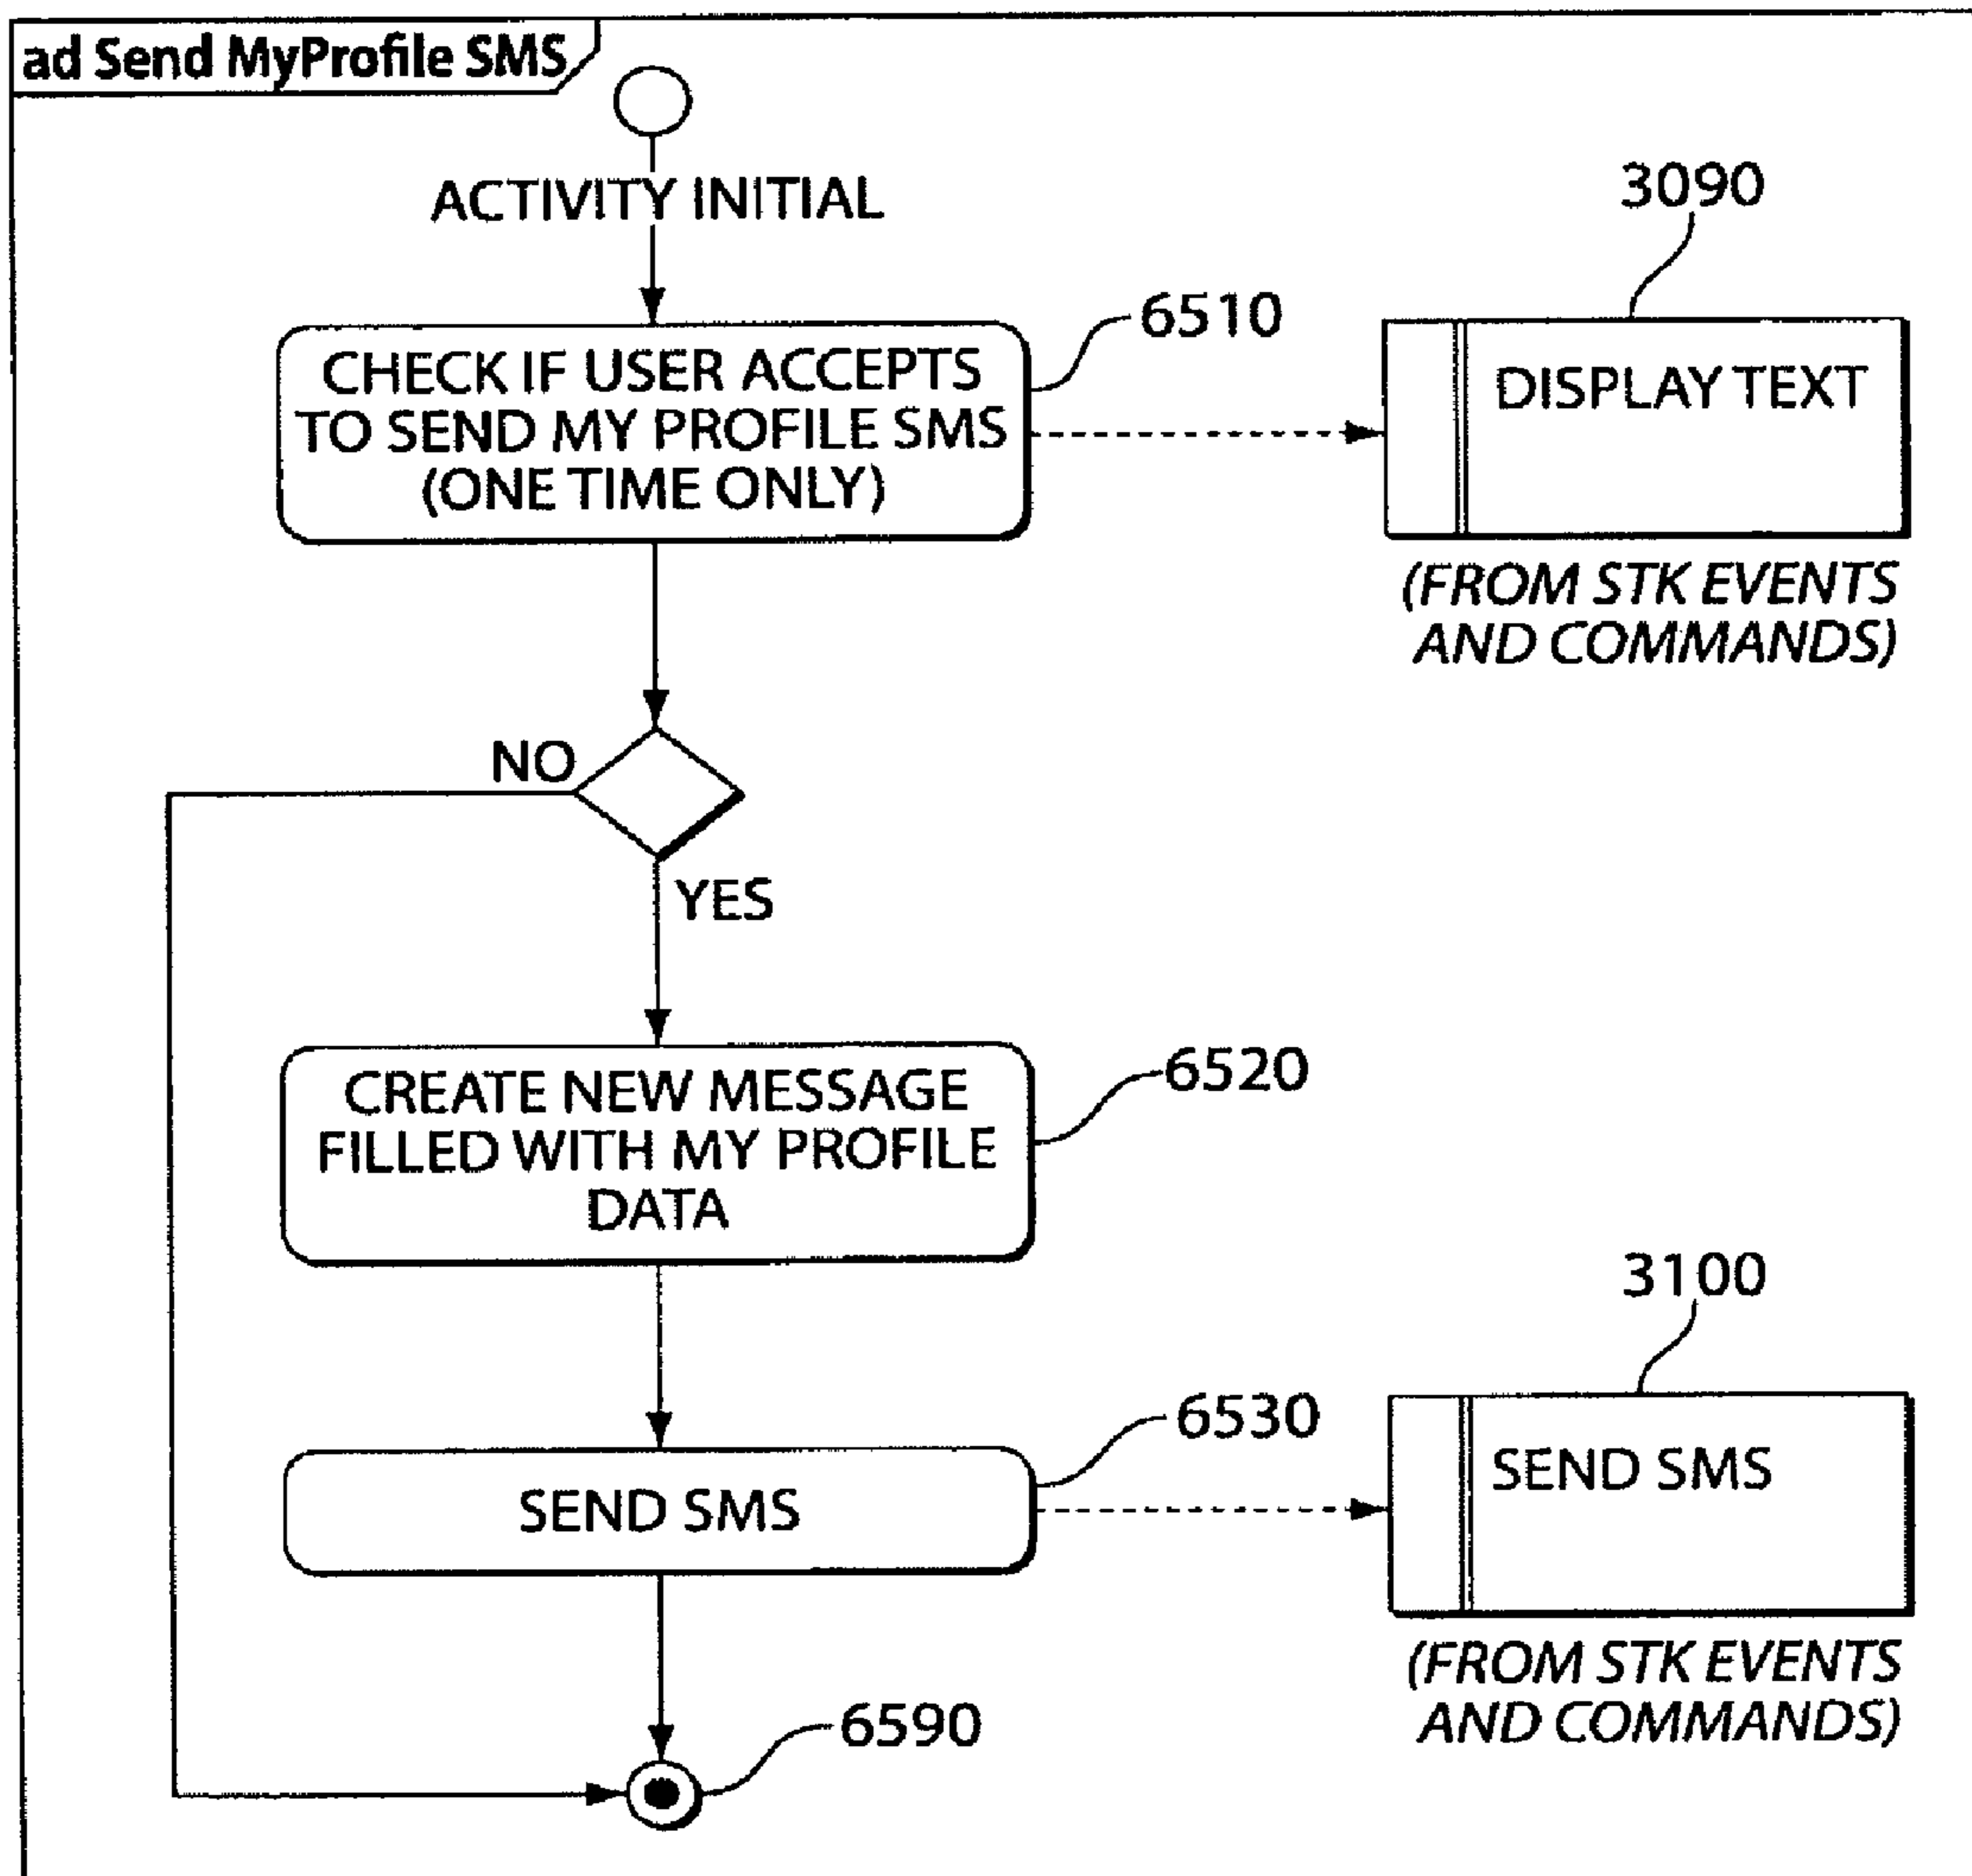 ad Send MyProfile SMS
ACTIVITY INITIAL
3090
6510
CHECK IF USER ACCEPTS
TO SEND MY PROFILE SMS
(ONE TIME ONLY)
DISPLAY TEXT
(FROM STK EVENTS
AND COMMANDS)
NO
YES
6520
CREATE NEW MESSAGE
FILLED WITH MY PROFILE
DATA
3100
6530
SEND SMS
SEND SMS
(FROM STK EVENTS
AND COMMANDS)
6590